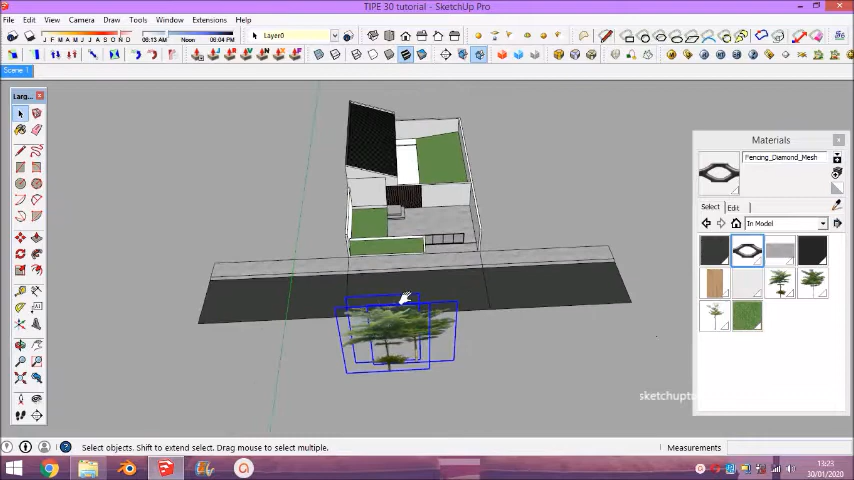 TIPE 30 tutorial - SketchUp Pro
File Edit View Camera Draw Tools Window Extensions Help
J F M A M J J A S O N D 06:13 AM Noon 06:04 PM Layer0
Scene 1
Larg...
Materials
Fencing_Diamond_Mesh
Select Edit
In Model
sketchuptu
Select objects. Shift to extend select. Drag mouse to select multiple. Measurements
13:23
30/01/2020